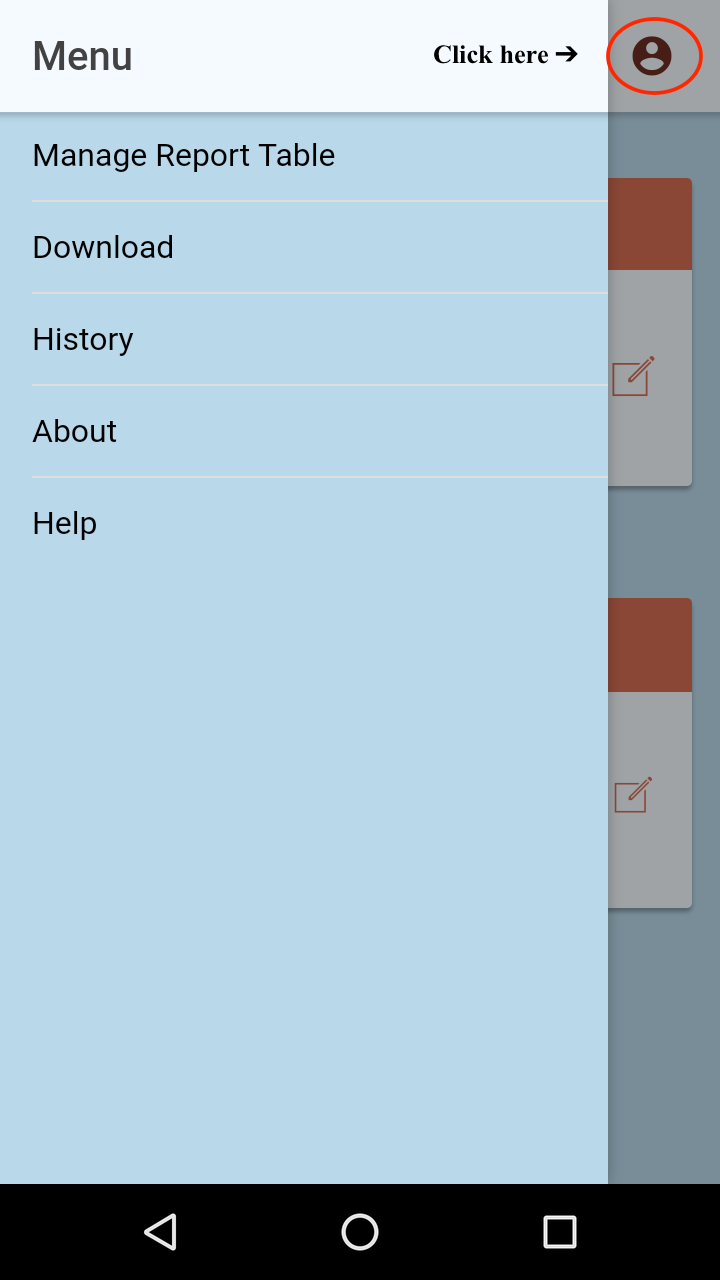 Menu
Click here ➔
Manage Report Table
Download
History
About
Help